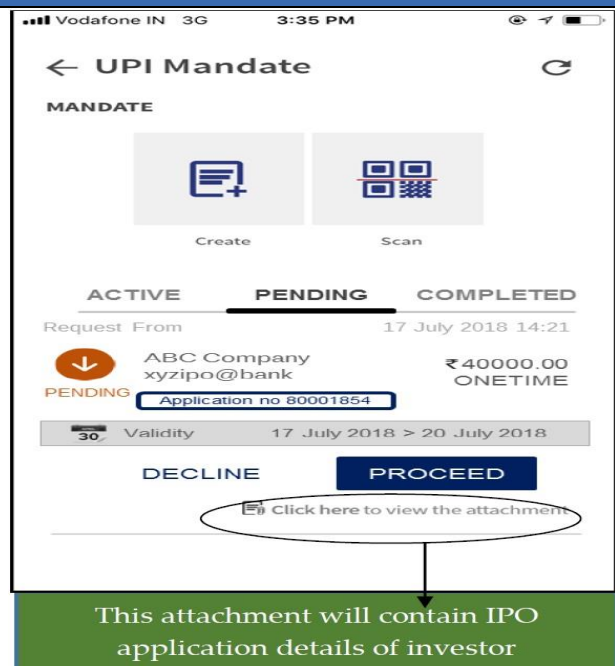 Vodafone IN 3G 3:35 PM
← UPI Mandate
MANDATE
Create Scan
ACTIVE PENDING COMPLETED
Request From 17 July 2018 14:21
ABC Company ₹40000.00
xyzipo@bank ONETIME
PENDING
Application no 80001854
30 Validity 17 July 2018 > 20 July 2018
DECLINE PROCEED
Click here to view the attachment
This attachment will contain IPO
application details of investor